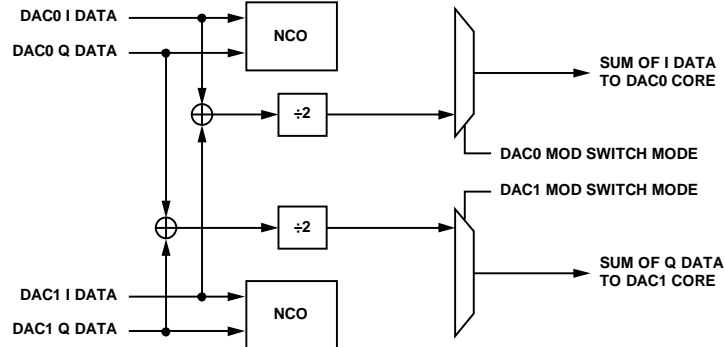 DAC0 I DATA
NCO
DAC0 Q DATA
SUM OF I DATA
TO DAC0 CORE
÷2
DAC0 MOD SWITCH MODE
DAC1 MOD SWITCH MODE
÷2
SUM OF Q DATA
TO DAC1 CORE
DAC1 I DATA
NCO
DAC1 Q DATA